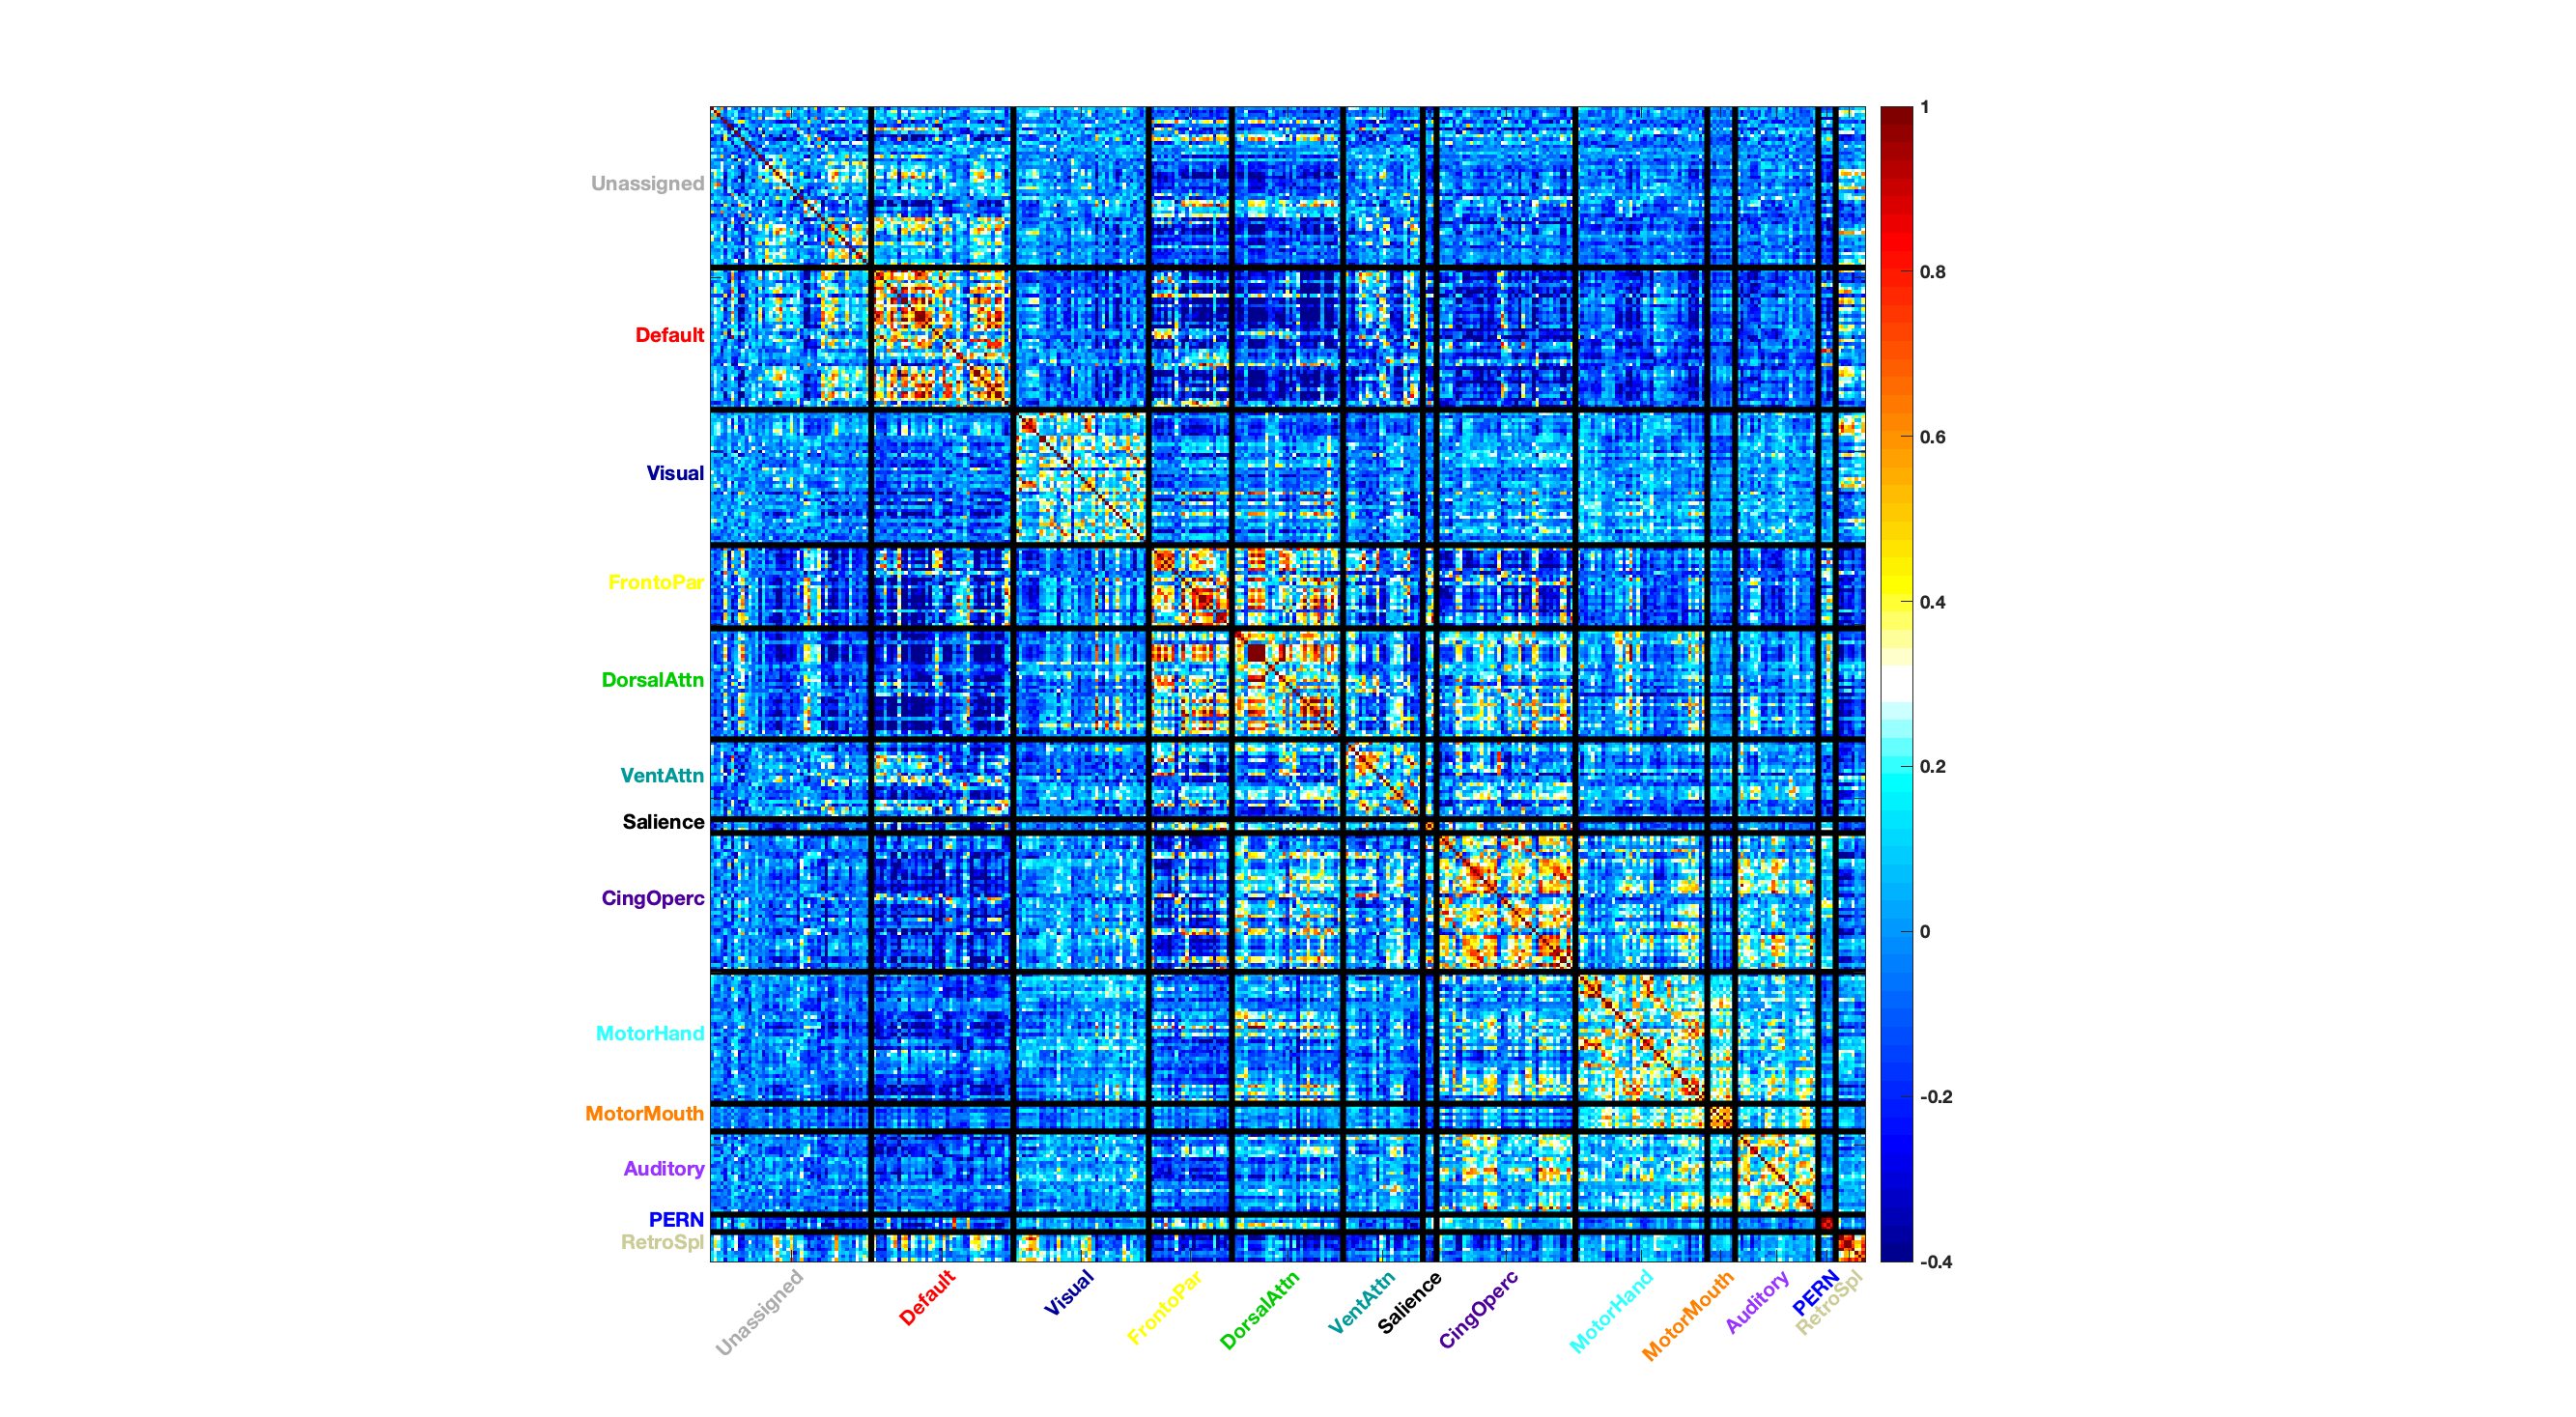 Unassigned
Default
Visual
FrontoPar
DorsalAttn
VentAttn
Salience
CingOperc
MotorHand
MotorMouth
Auditory
PERN
RetroSpl
1
0.8
0.6
0.4
0.2
0
-0.2
-0.4
Unassigned
Default
Visual
FrontoPar
DorsalAttn
VentAttn
Salience
CingOperc
MotorHand
MotorMouth
Auditory
PERN
RetroSpl